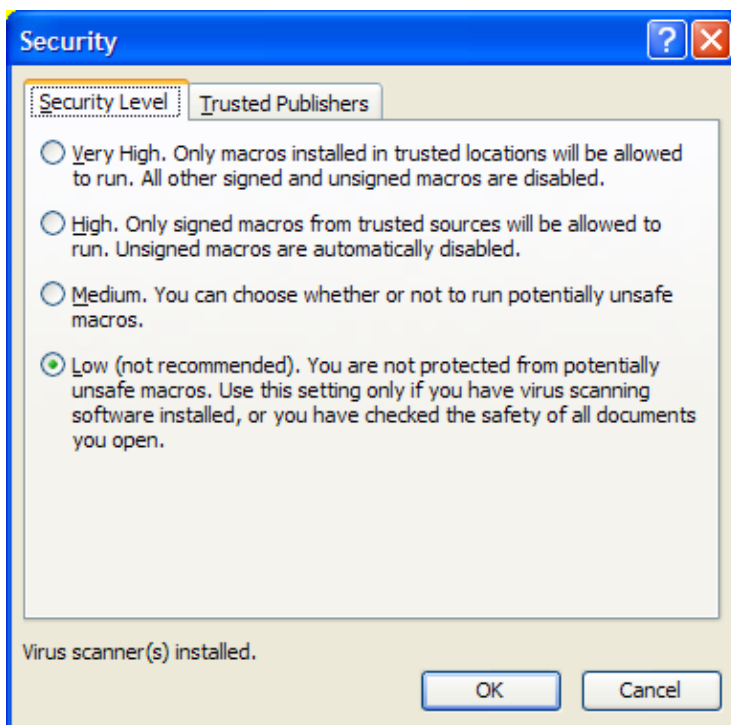 Security
Security Level
Trusted Publishers
Very High. Only macros installed in trusted locations will be allowed
to run. All other signed and unsigned macros are disabled.
High. Only signed macros from trusted sources will be allowed to
run. Unsigned macros are automatically disabled.
Medium. You can choose whether or not to run potentially unsafe
macros.
Low (not recommended). You are not protected from potentially
unsafe macros. Use this setting only if you have virus scanning
software installed, or you have checked the safety of all documents
you open.
Virus scanner(s) installed.
OK
Cancel